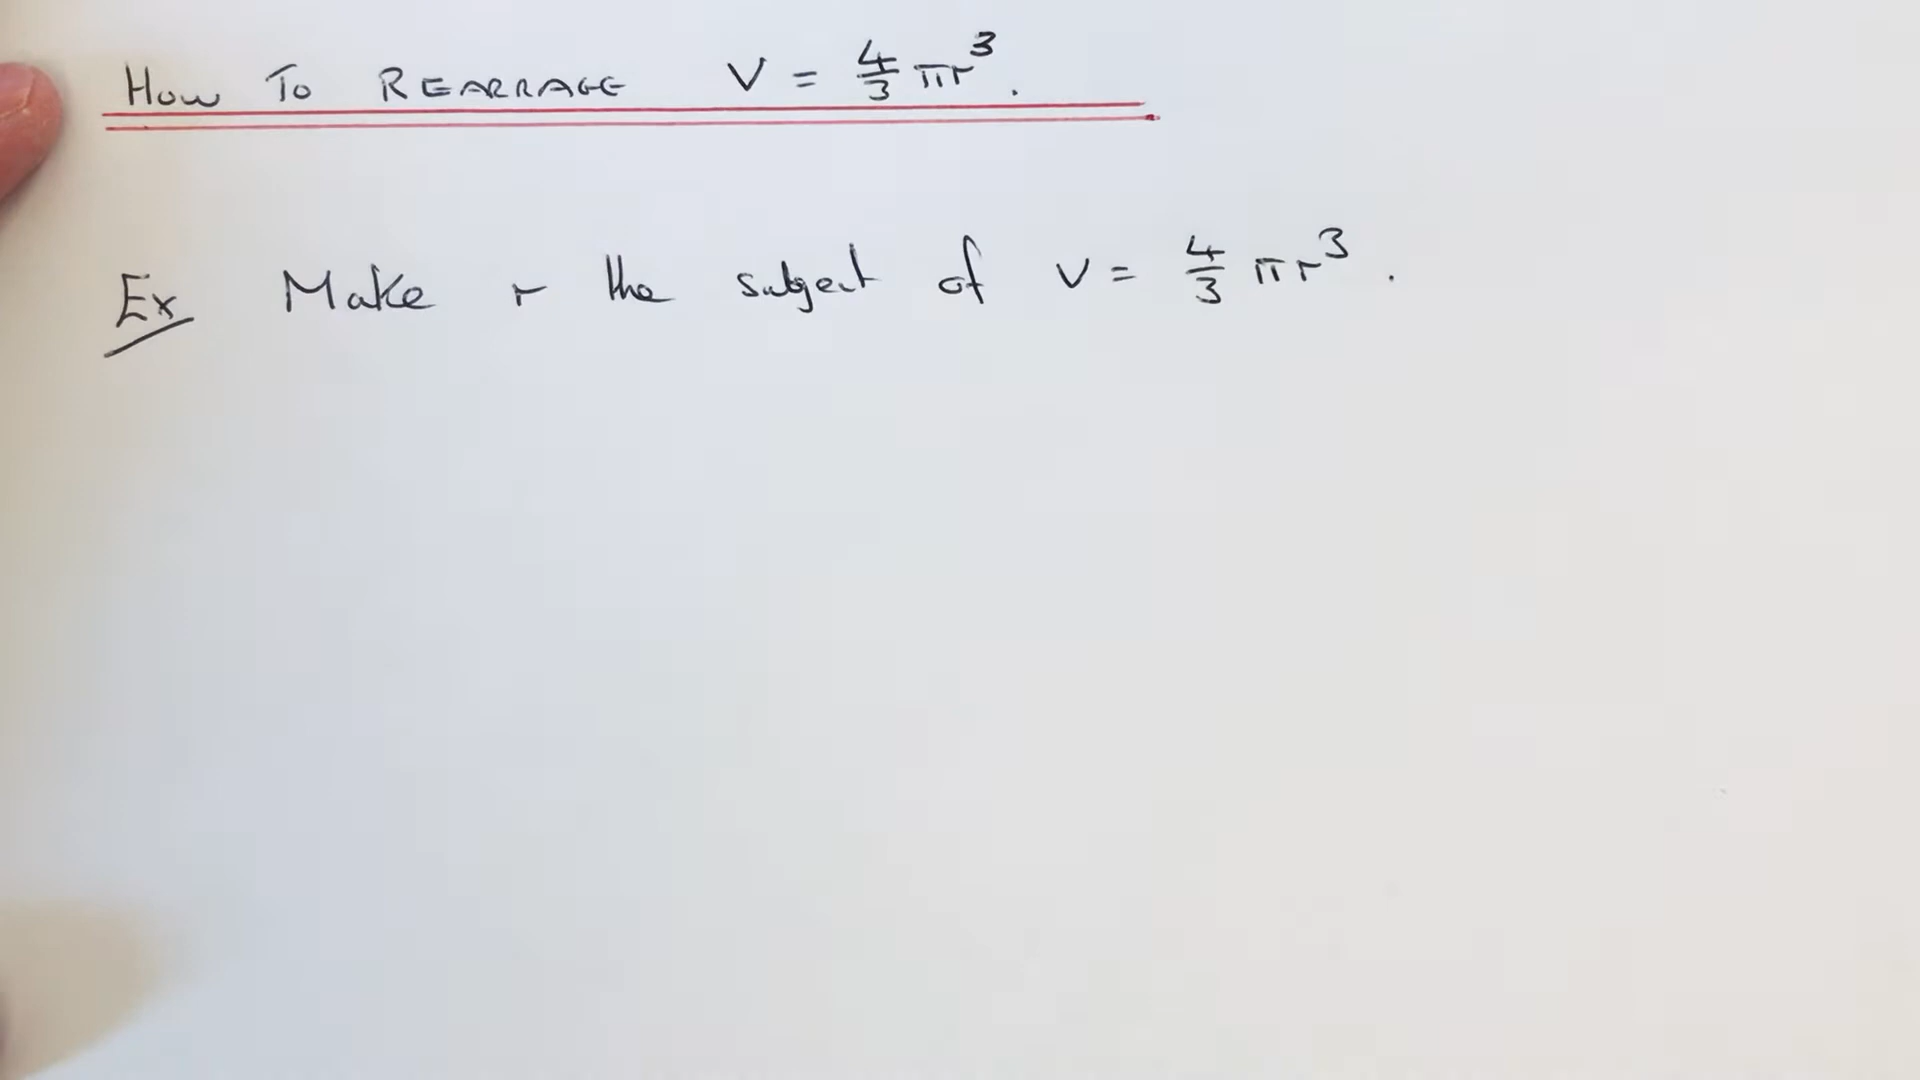 HOW TO REARRAGE V = 4/3 πr³.
Ex Make r the subject of V = 4/3 πr³.